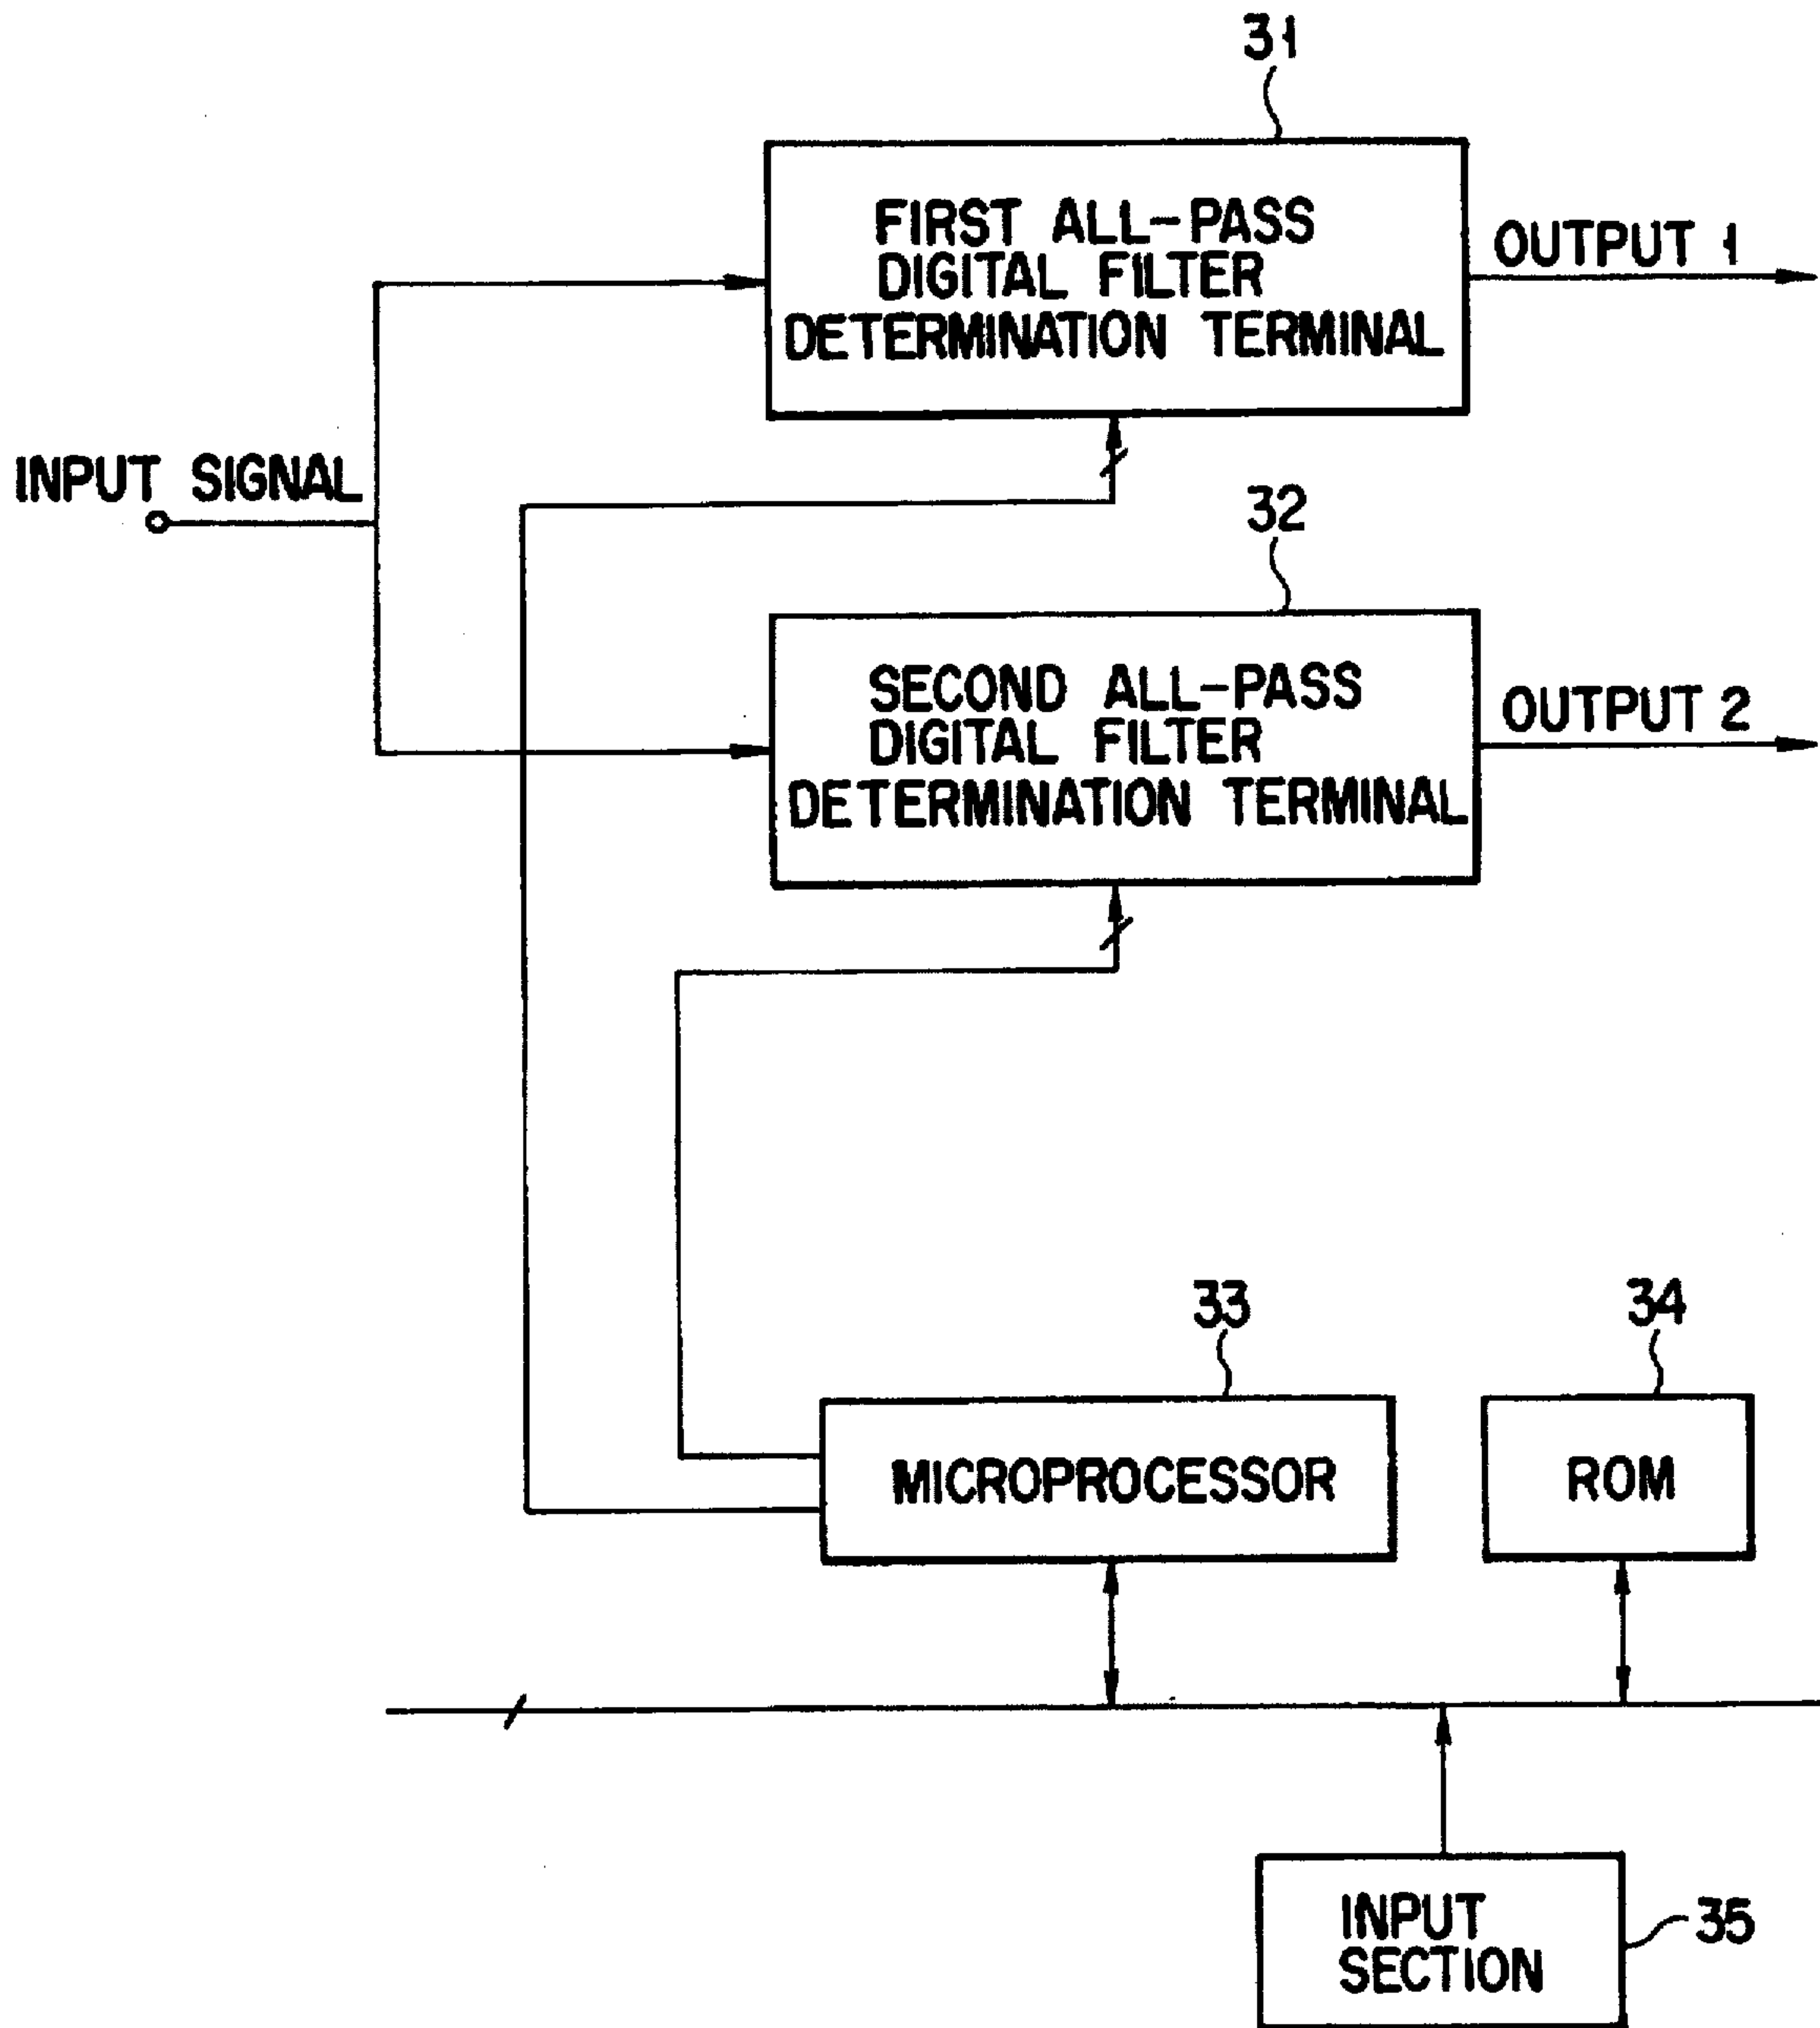 31
FIRST ALL-PASS
DIGITAL FILTER
DETERMINATION TERMINAL
OUTPUT 1
INPUT SIGNAL
32
SECOND ALL-PASS
DIGITAL FILTER
DETERMINATION TERMINAL
OUTPUT 2
33
34
MICROPROCESSOR
ROM
INPUT
SECTION
35